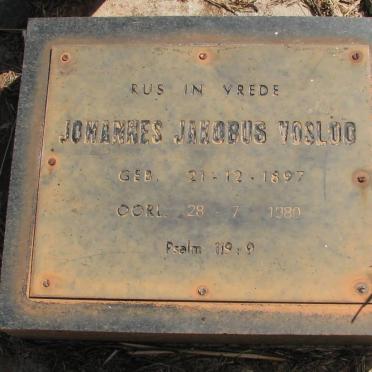 RUS IN VREDE
JOHANNES JAKOBUS VOSLOO
GEB. 21-12-1897
OORL. 28-7-1980
Psalm 119:9